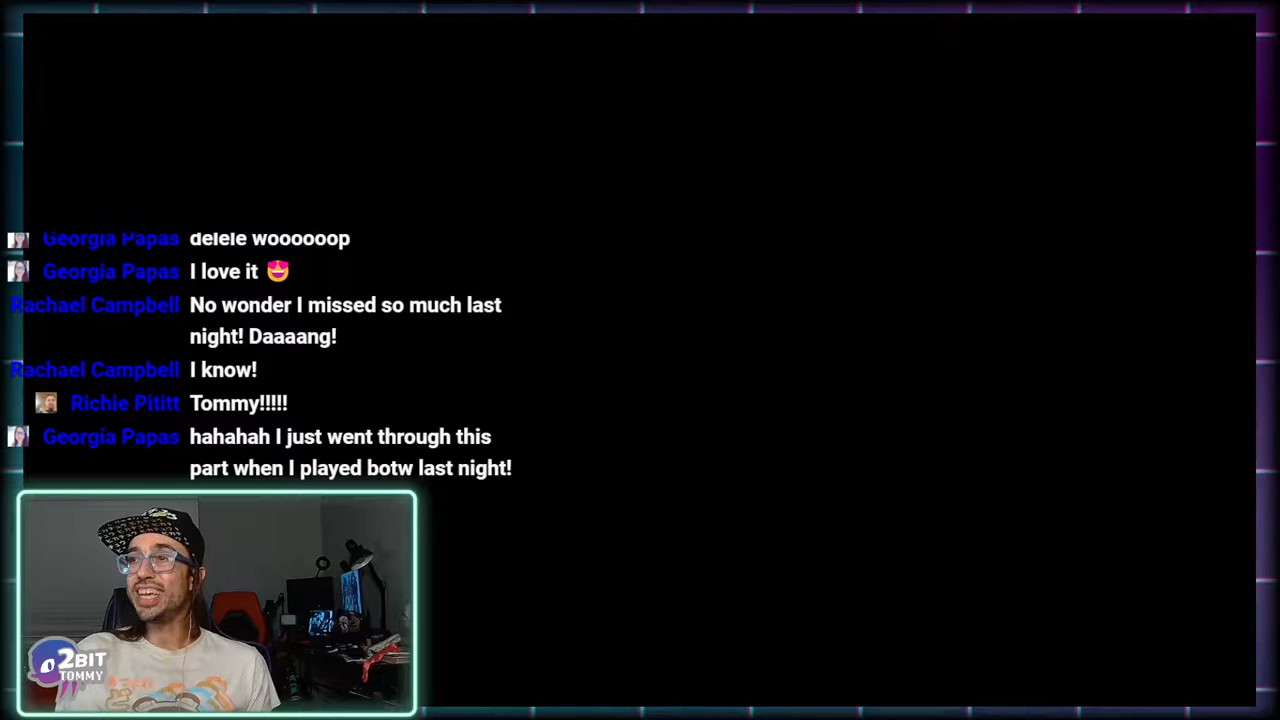 Georgia Papas delele woooooop
Georgia Papas I love it 🤩
Rachael Campbell No wonder I missed so much last
night! Daaaang!
Rachael Campbell I know!
Richie Pititt Tommy!!!!!
Georgia Papas hahahah I just went through this
part when I played botw last night!
2BIT
TOMMY